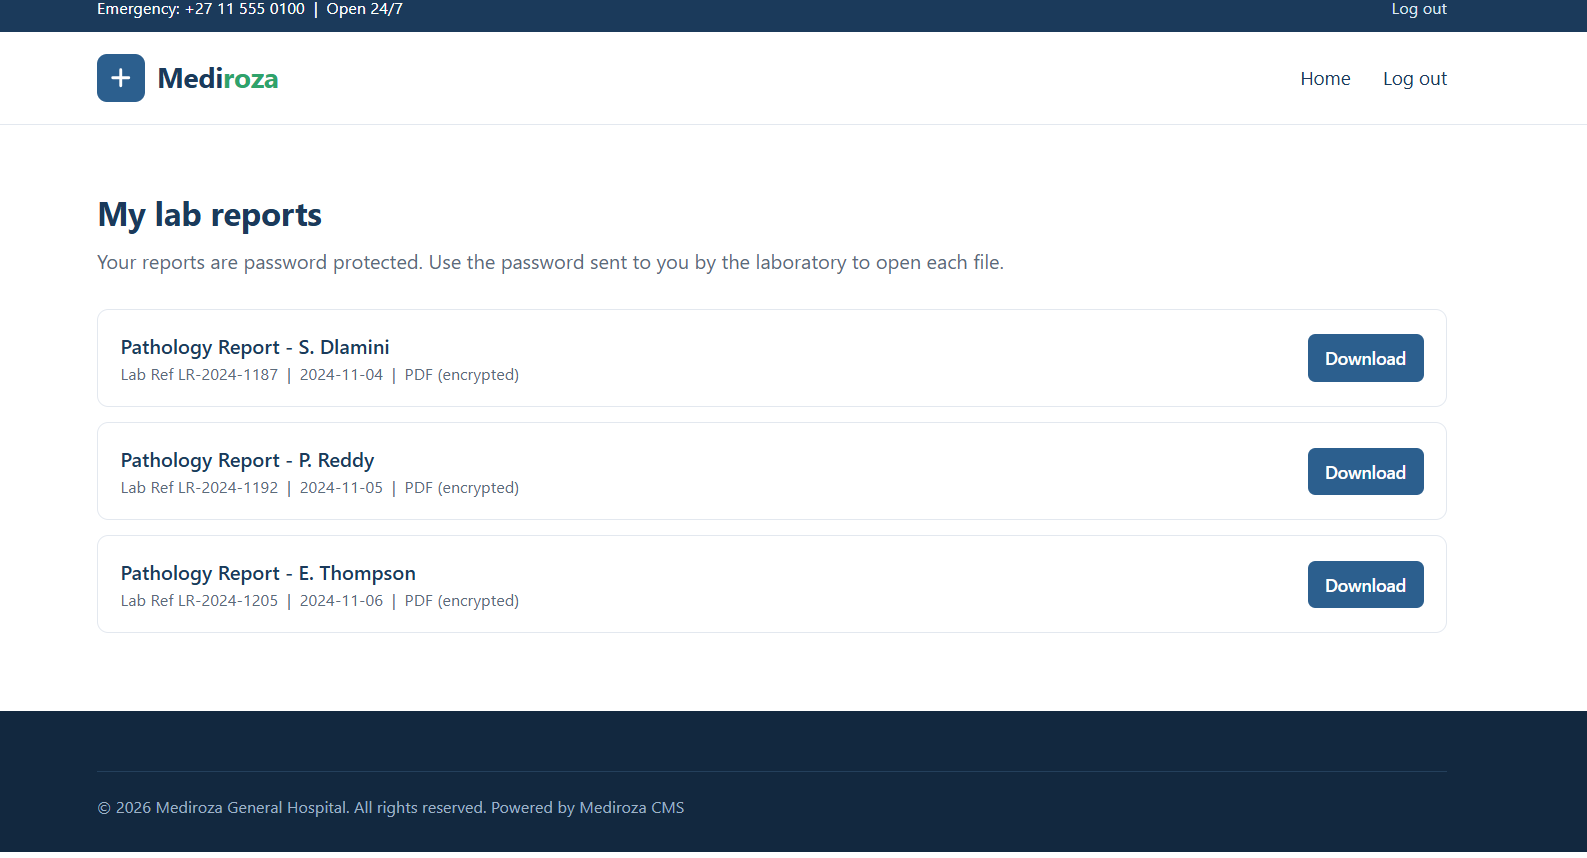 Emergency: +27 11 555 0100 | Open 24/7
Log out
+ Mediroza
Home
Log out
My lab reports
Your reports are password protected. Use the password sent to you by the laboratory to open each file.
Pathology Report - S. Dlamini
Lab Ref LR-2024-1187 | 2024-11-04 | PDF (encrypted)
Download
Pathology Report - P. Reddy
Lab Ref LR-2024-1192 | 2024-11-05 | PDF (encrypted)
Download
Pathology Report - E. Thompson
Lab Ref LR-2024-1205 | 2024-11-06 | PDF (encrypted)
Download
© 2026 Mediroza General Hospital. All rights reserved. Powered by Mediroza CMS